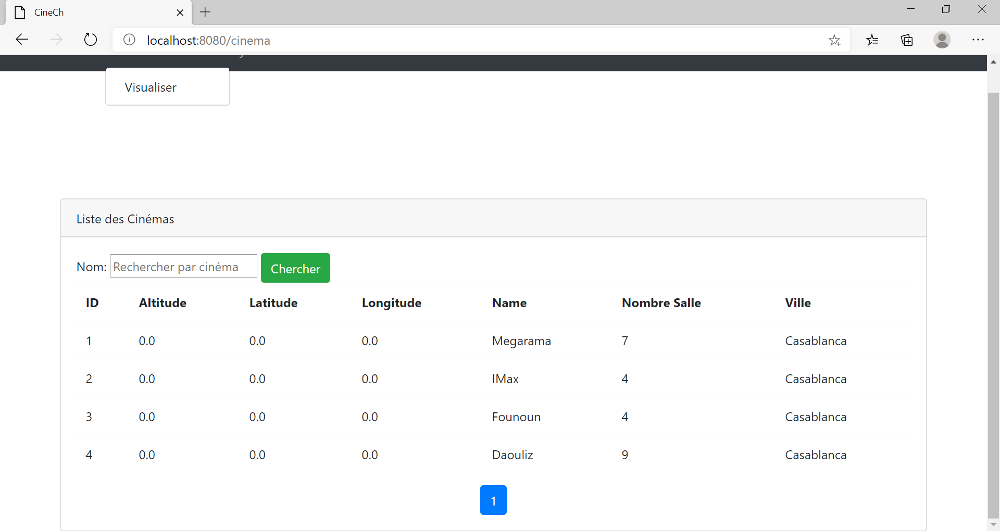 CineCh
localhost:8080/cinema
Visualiser
Liste des Cinémas
Nom: Rechercher par cinéma Chercher
ID Altitude Latitude Longitude Name Nombre Salle Ville
1 0.0 0.0 0.0 Megarama 7 Casablanca
2 0.0 0.0 0.0 IMax 4 Casablanca
3 0.0 0.0 0.0 Founoun 4 Casablanca
4 0.0 0.0 0.0 Daouliz 9 Casablanca
1